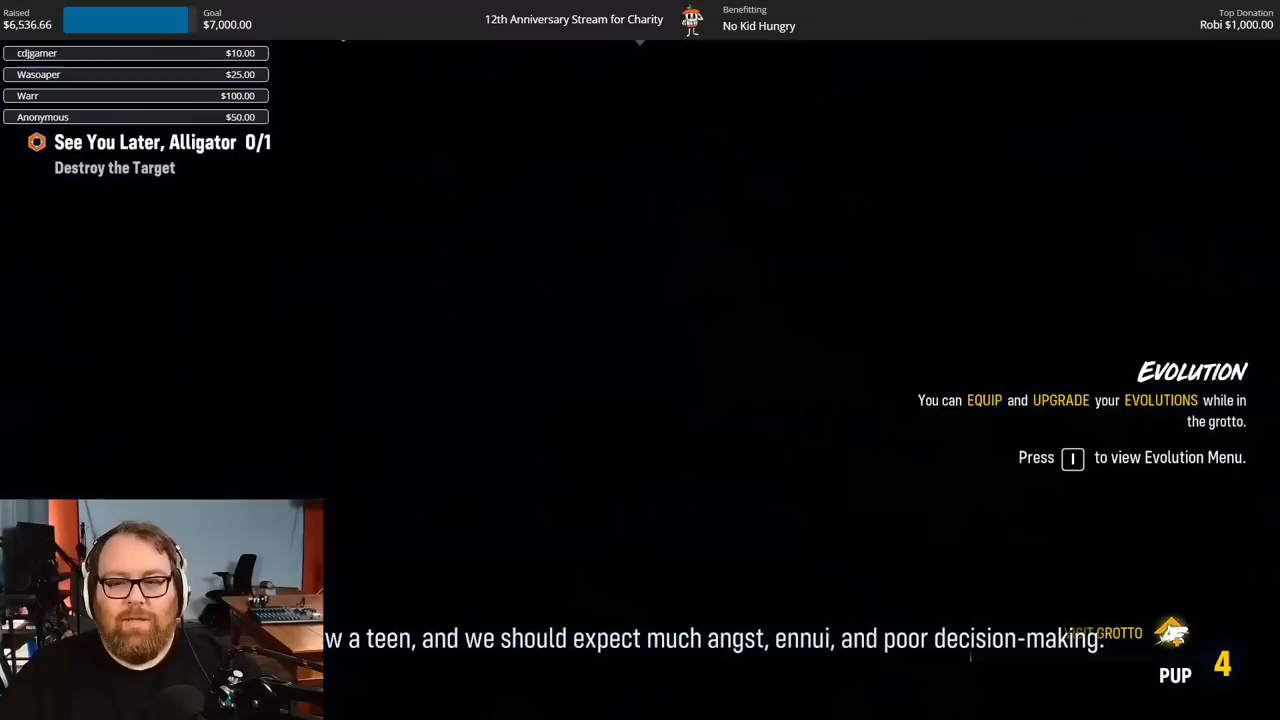 Raised
$6,536.66
Goal
$7,000.00
12th Anniversary Stream for Charity
Benefitting
No Kid Hungry
Top Donation
Robi $1,000.00
cdjgamer $10.00
Wasoaper $25.00
Warr $100.00
Anonymous $50.00
See You Later, Alligator 0/1
Destroy the Target
EVOLUTION
You can EQUIP and UPGRADE your EVOLUTIONS while in
the grotto.
Press I to view Evolution Menu.
w a teen, and we should expect much angst, ennui, and poor decision-making.
GROTTO
PUP 4